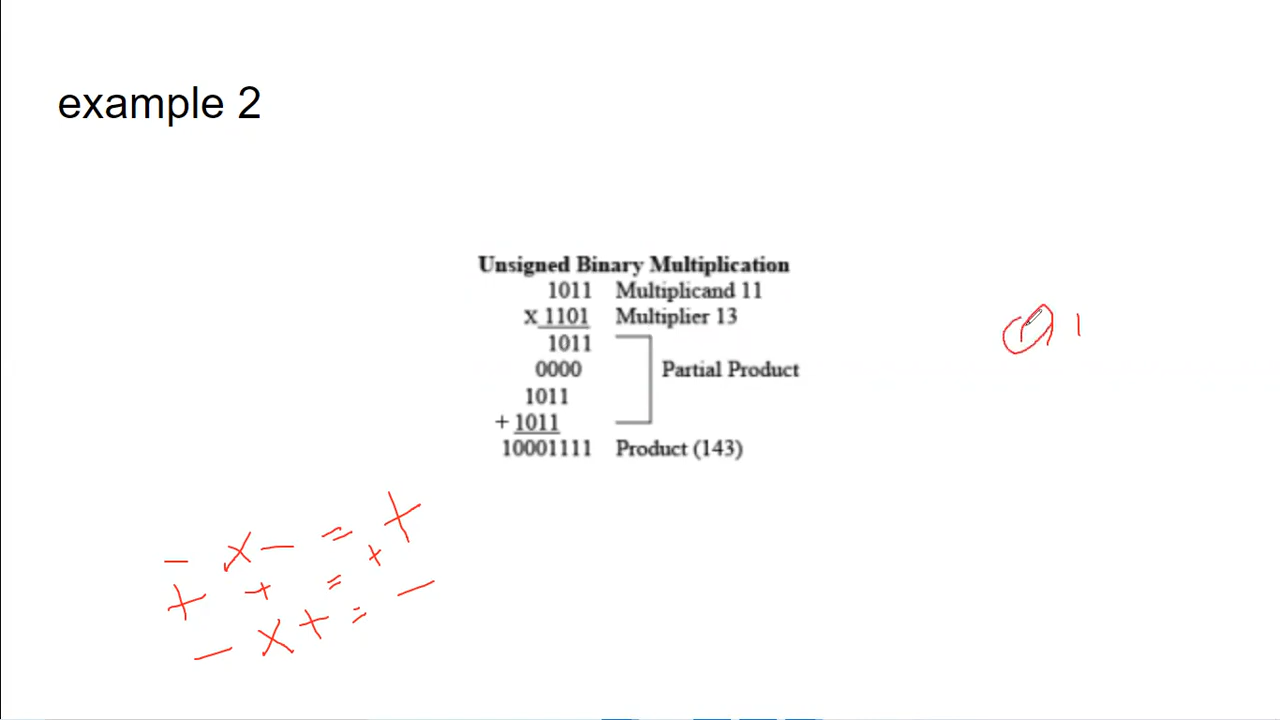 example 2
Unsigned Binary Multiplication
1011 Multiplicand 11
x 1101 Multiplier 13
1011
0000 Partial Product
1011
+ 1011
10001111 Product (143)
- x - = +
+ + = +
- x + = -
1